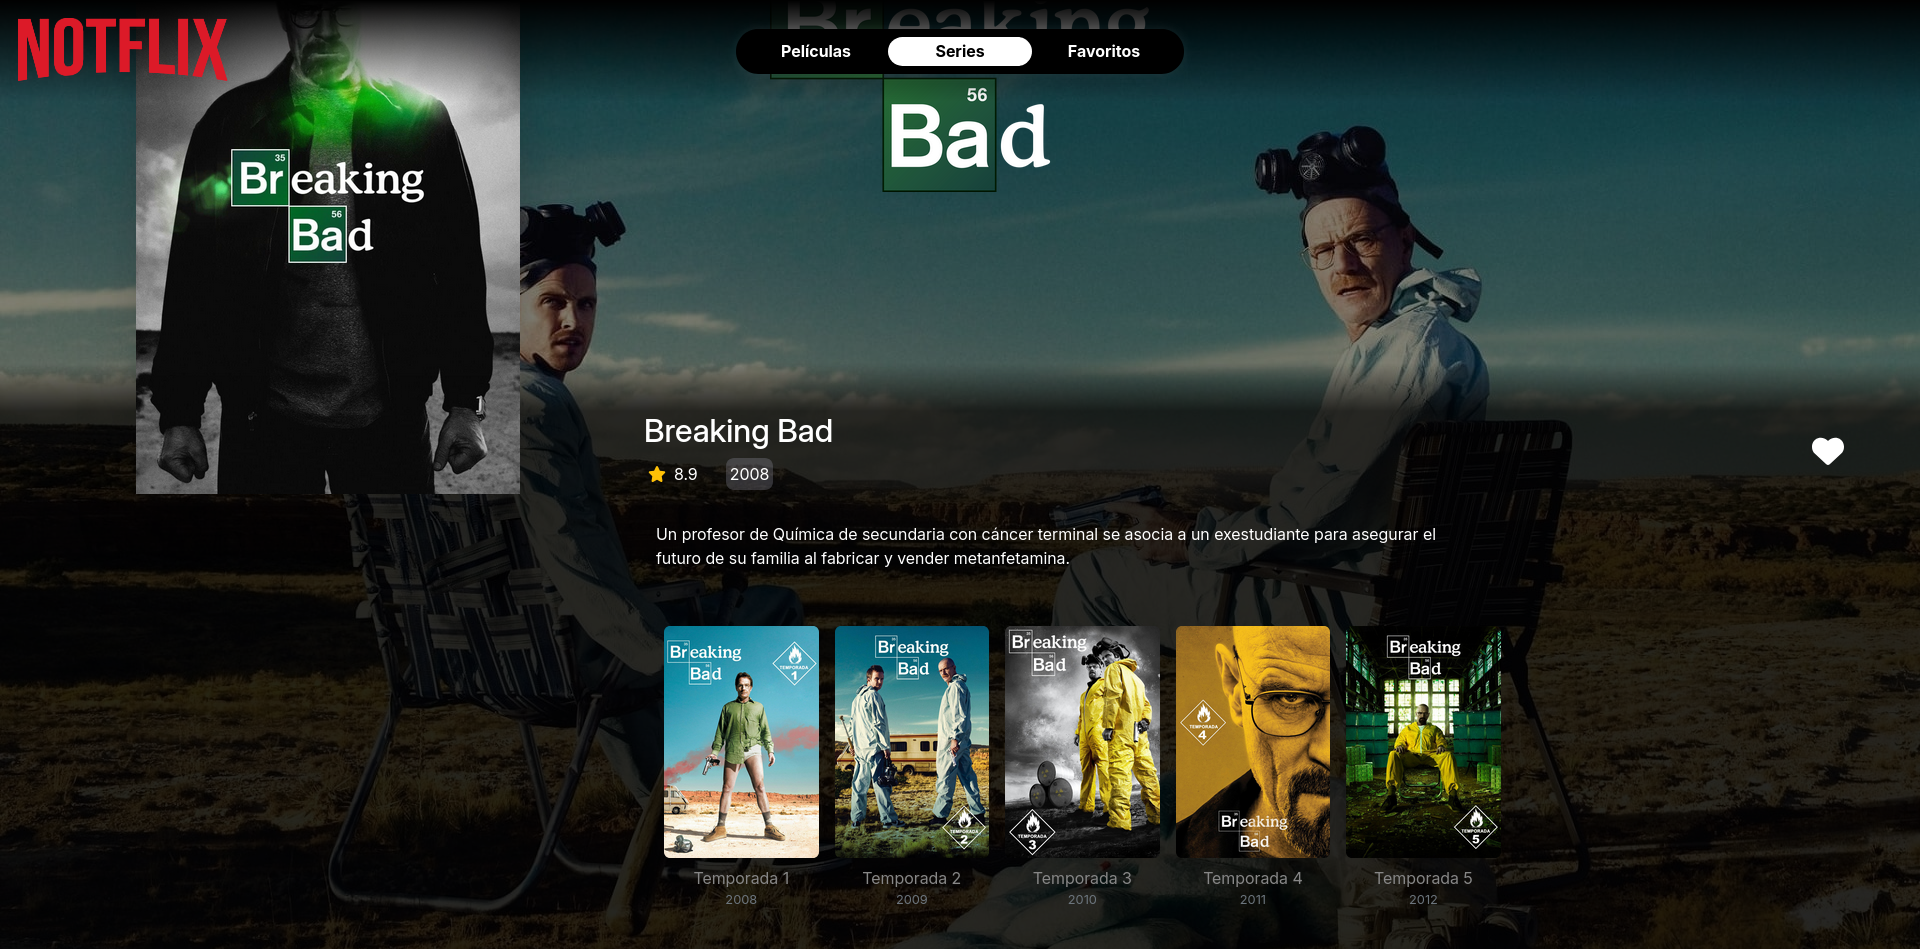 NOTFLIX
Breaking
Películas
Series
Favoritos
56
Bad
35
Breaking
56
Bad
Breaking Bad
8.9
2008
Un profesor de Química de secundaria con cáncer terminal se asocia a un exestudiante para asegurar el
futuro de su familia al fabricar y vender metanfetamina.
Breaking
Bad
TEMPORADA
1
Breaking
Bad
TEMPORADA
2
Breaking
Bad
TEMPORADA
3
TEMPORADA
4
Breaking
Bad
Breaking
Bad
TEMPORADA
5
Temporada 1
2008
Temporada 2
2009
Temporada 3
2010
Temporada 4
2011
Temporada 5
2012